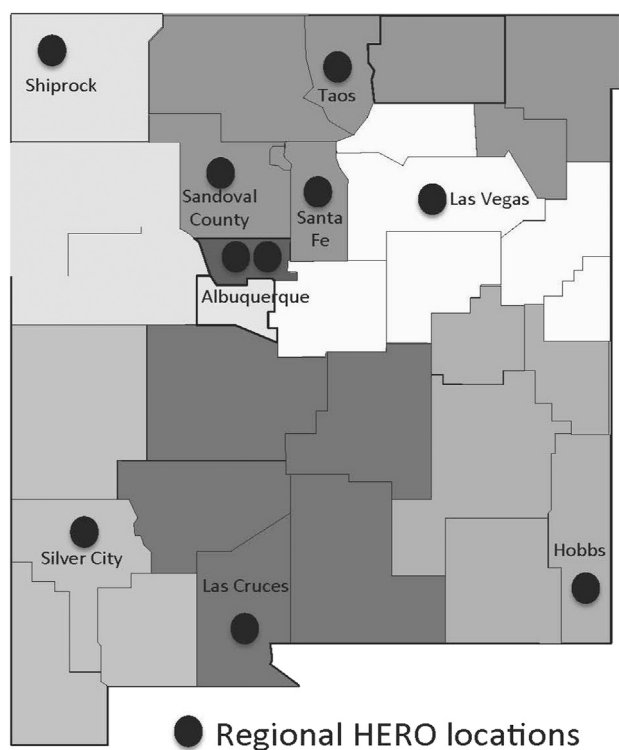 Shiprock
Taos
Sandoval
County
Santa
Fe
Las Vegas
Albuquerque
Silver City
Las Cruces
Hobbs
Regional HERO locations